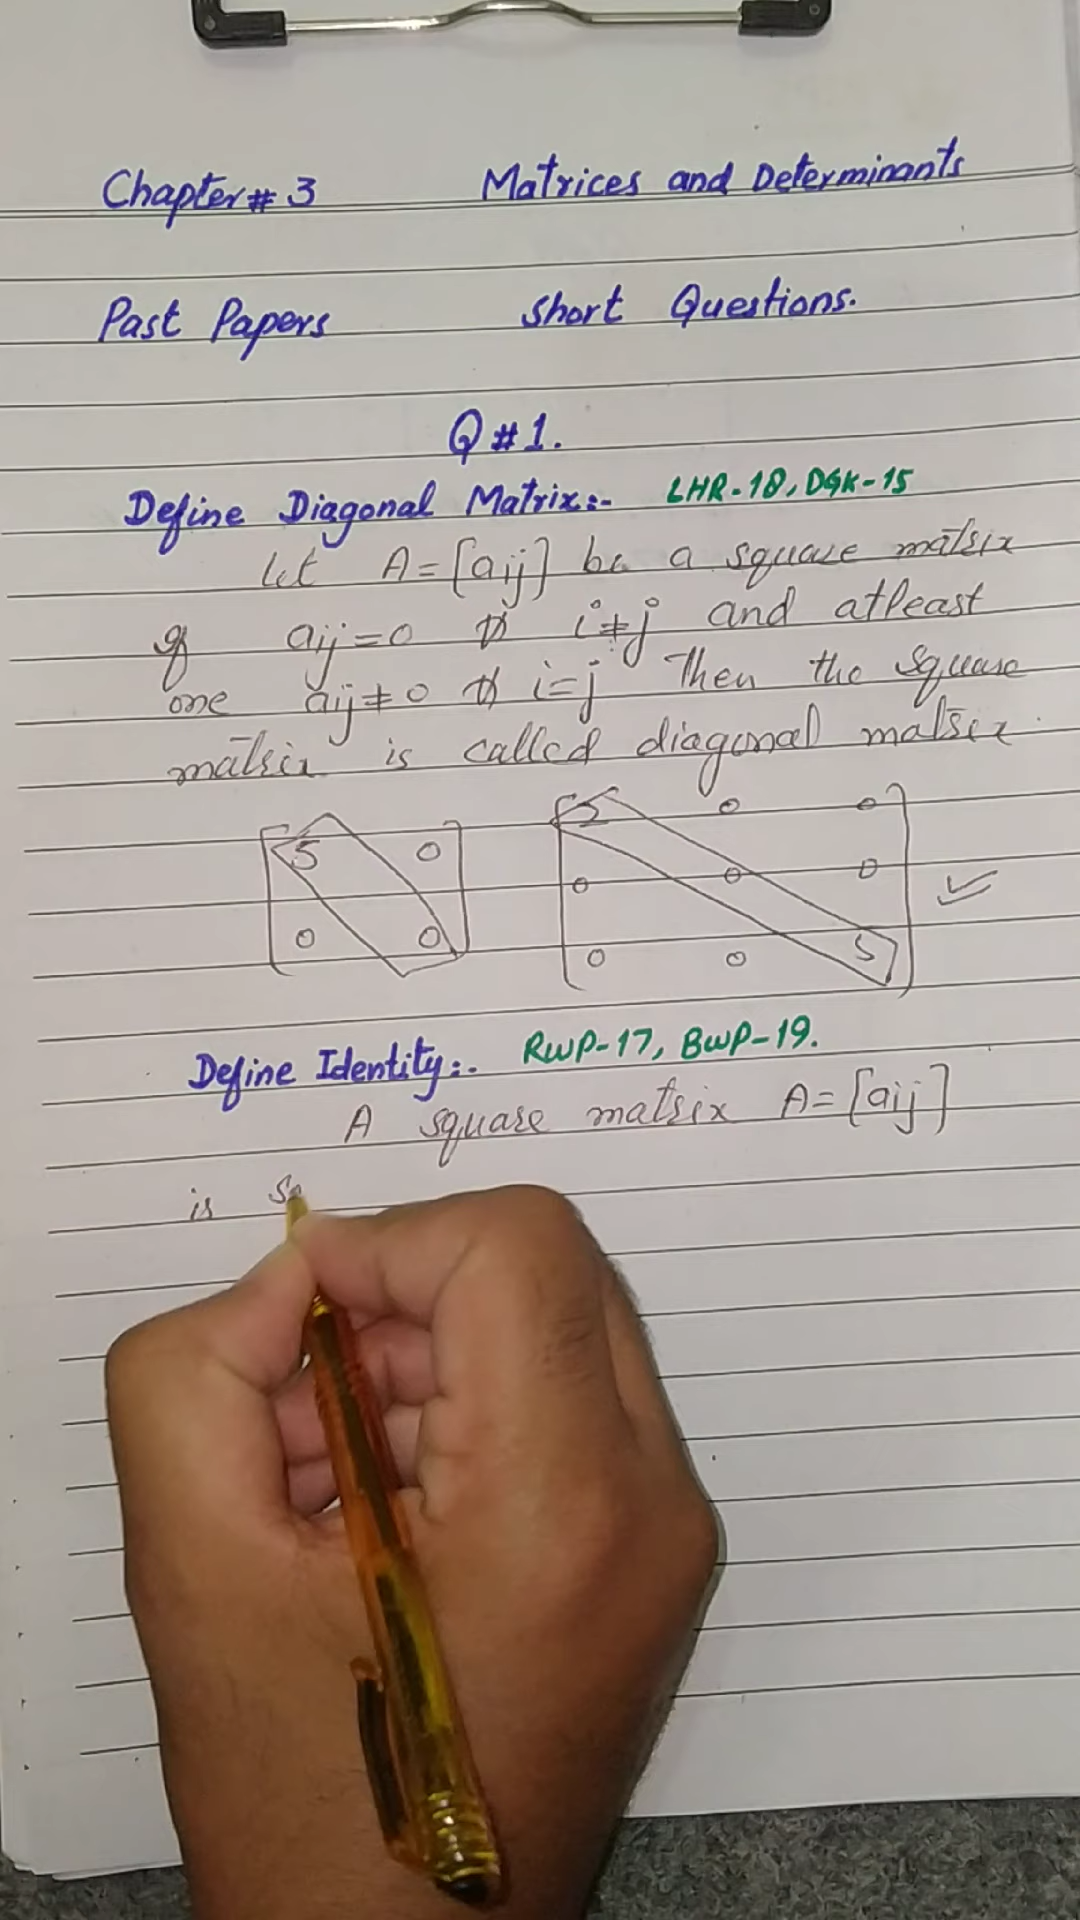 Chapter # 3 Matrices and Determinants
Past Papers Short Questions.
Q # 1.
Define Diagonal Matrix:- LHR-18, DGK-15
let A = [aij] be a square matrix
if aij = 0 ∀ i ≠ j and atleast
one aij ≠ 0 ∀ i = j Then the square
matrix is called diagonal matrix.
5 0
0 0
2 0 0
0 0 0
0 0 5
Define Identity:- RWP-17, BWP-19.
A square matrix A = [aij]
is